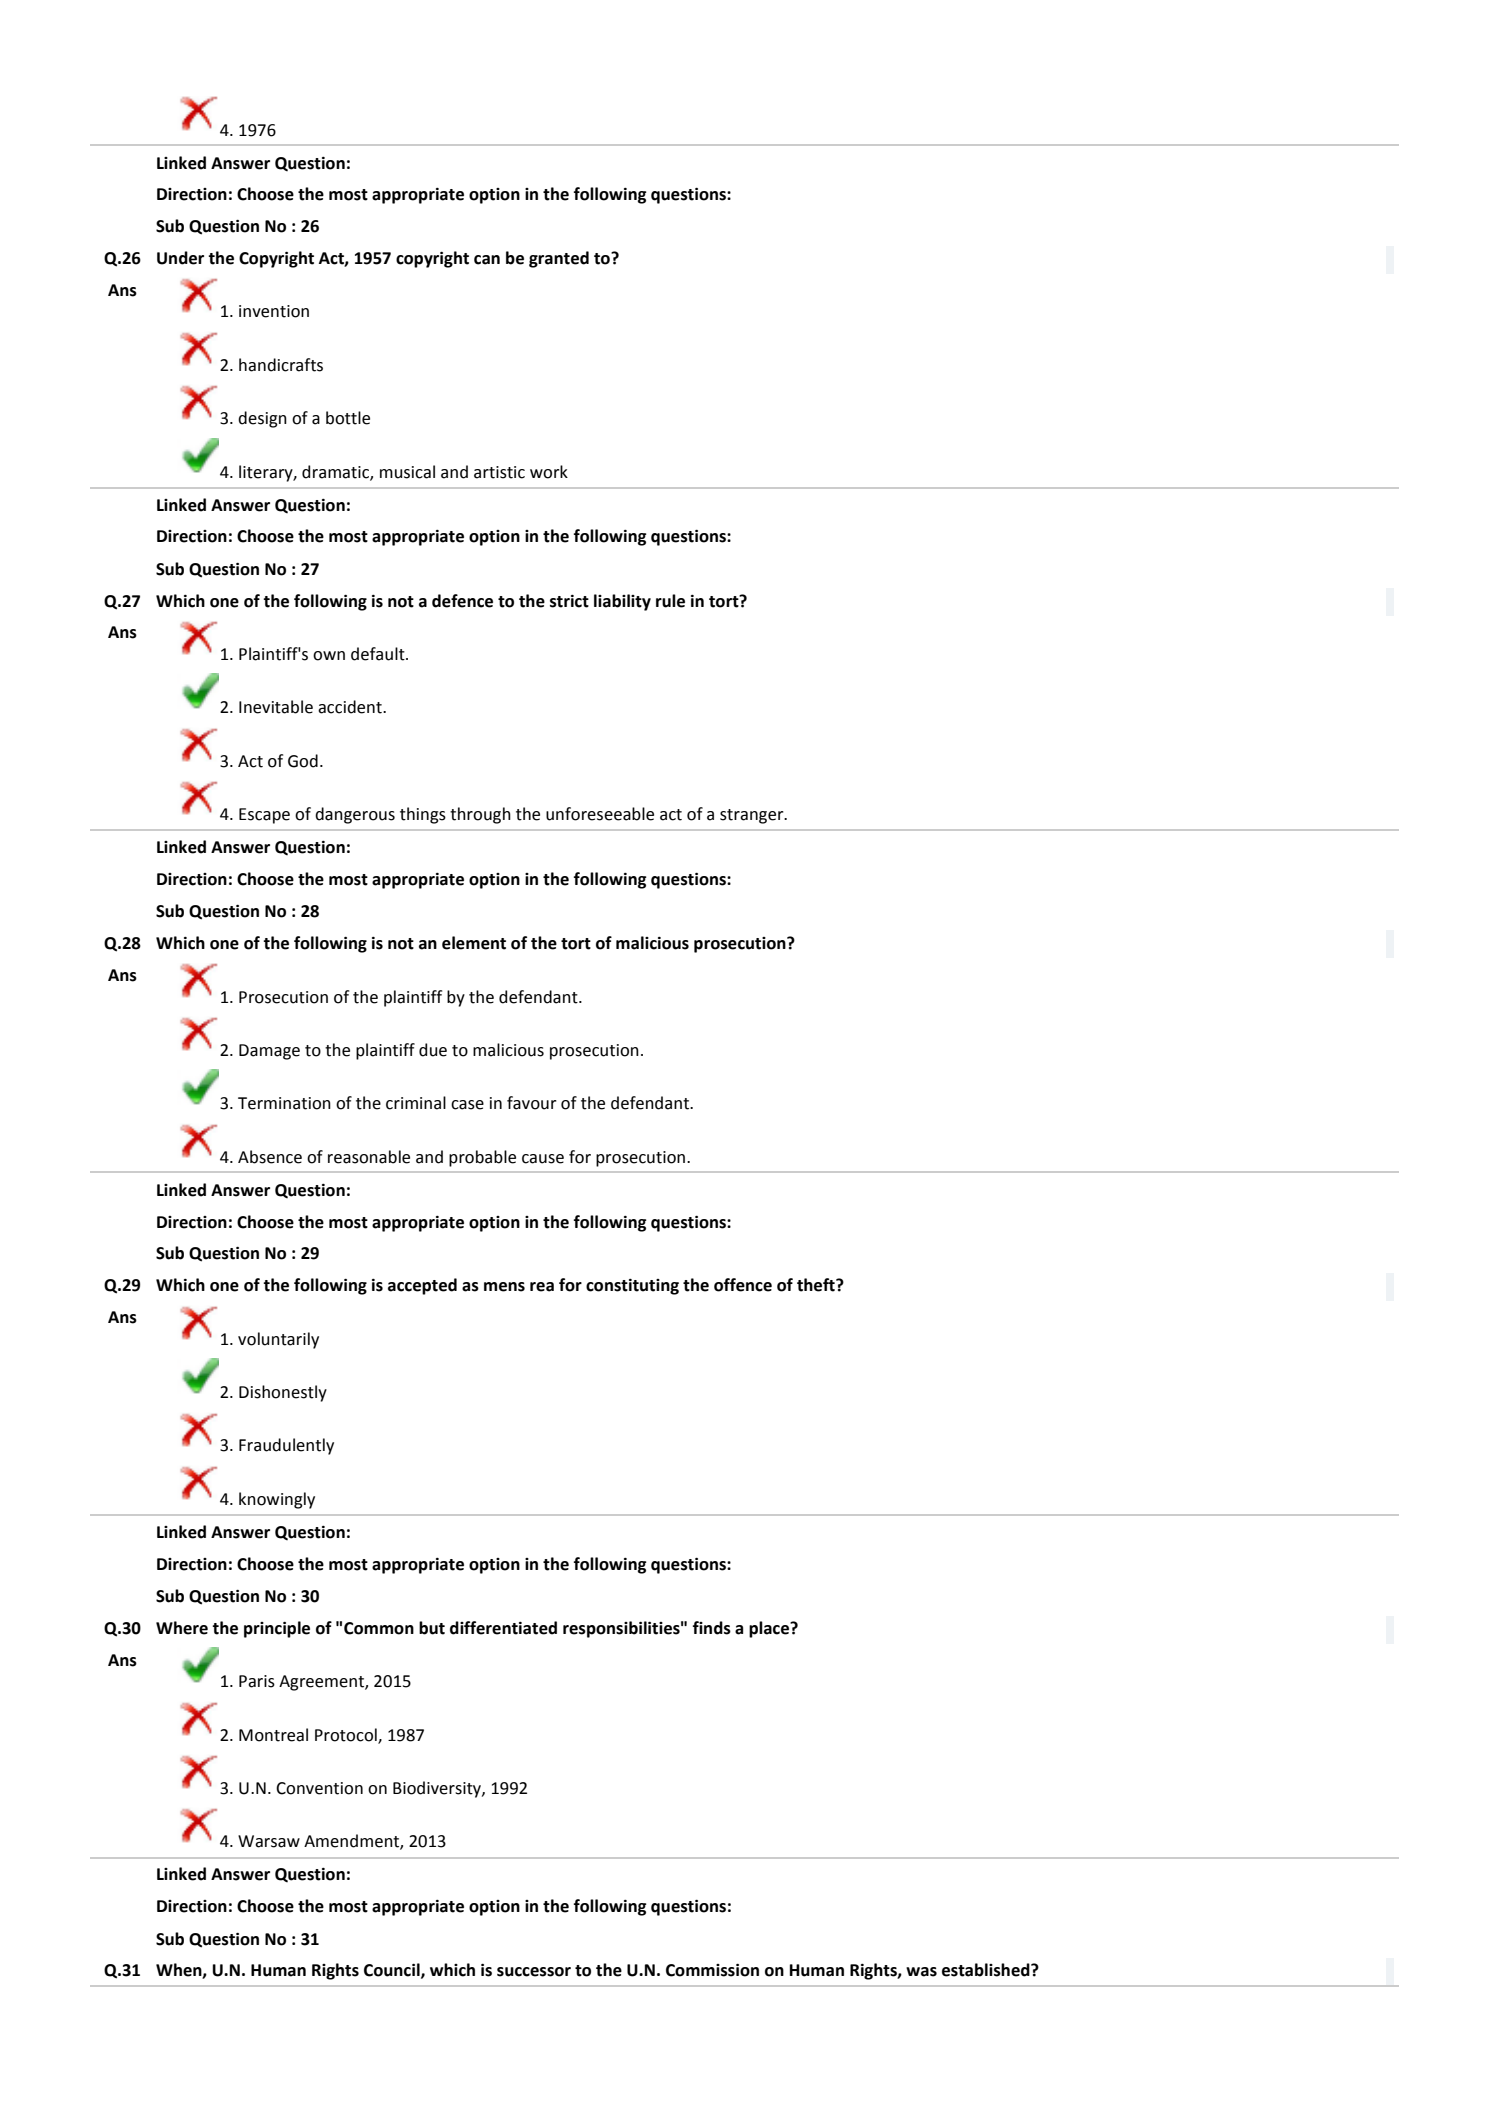 4. 1976
Linked Answer Question:
Direction: Choose the most appropriate option in the following questions:
Sub Question No : 26
Q.26 Under the Copyright Act, 1957 copyright can be granted to?
Ans
1. invention
2. handicrafts
3. design of a bottle
4. literary, dramatic, musical and artistic work
Linked Answer Question:
Direction: Choose the most appropriate option in the following questions:
Sub Question No : 27
Q.27 Which one of the following is not a defence to the strict liability rule in tort?
Ans
1. Plaintiff's own default.
2. Inevitable accident.
3. Act of God.
4. Escape of dangerous things through the unforeseeable act of a stranger.
Linked Answer Question:
Direction: Choose the most appropriate option in the following questions:
Sub Question No : 28
Q.28 Which one of the following is not an element of the tort of malicious prosecution?
Ans
1. Prosecution of the plaintiff by the defendant.
2. Damage to the plaintiff due to malicious prosecution.
3. Termination of the criminal case in favour of the defendant.
4. Absence of reasonable and probable cause for prosecution.
Linked Answer Question:
Direction: Choose the most appropriate option in the following questions:
Sub Question No : 29
Q.29 Which one of the following is accepted as mens rea for constituting the offence of theft?
Ans
1. voluntarily
2. Dishonestly
3. Fraudulently
4. knowingly
Linked Answer Question:
Direction: Choose the most appropriate option in the following questions:
Sub Question No : 30
Q.30 Where the principle of "Common but differentiated responsibilities" finds a place?
Ans
1. Paris Agreement, 2015
2. Montreal Protocol, 1987
3. U.N. Convention on Biodiversity, 1992
4. Warsaw Amendment, 2013
Linked Answer Question:
Direction: Choose the most appropriate option in the following questions:
Sub Question No : 31
Q.31 When, U.N. Human Rights Council, which is successor to the U.N. Commission on Human Rights, was established?